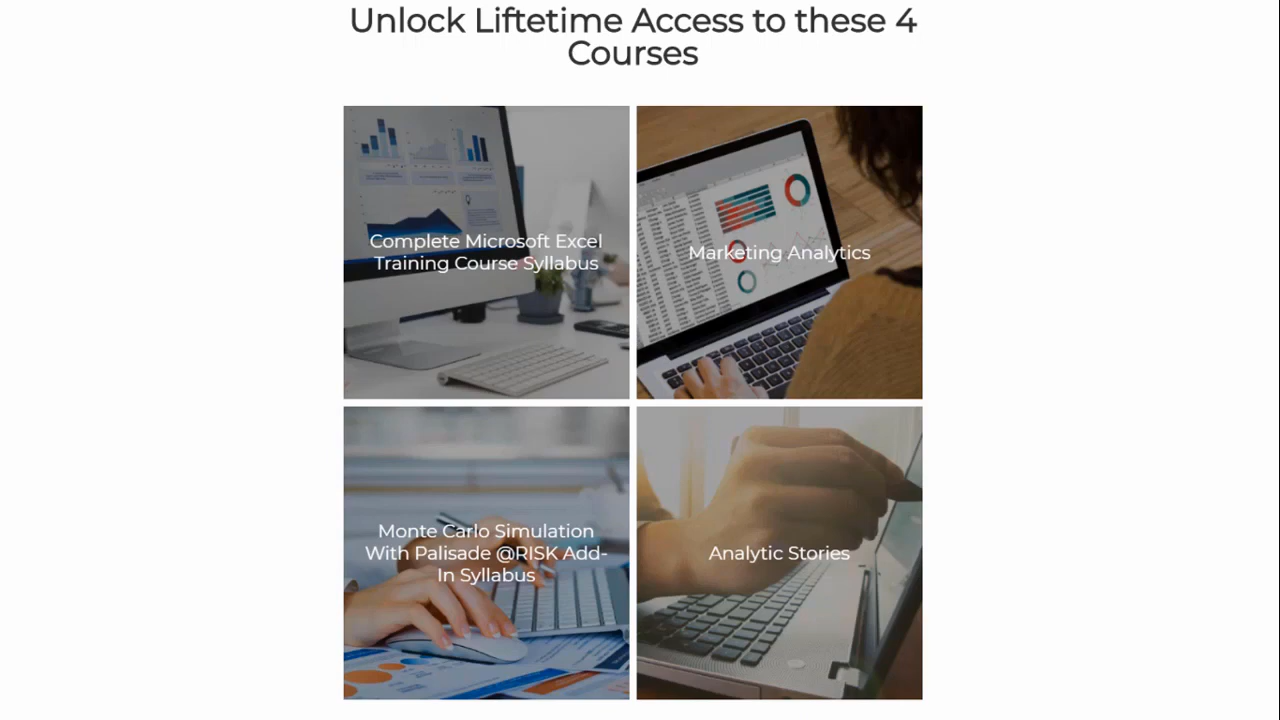 Unlock Liftetime Access to these 4
Courses
Complete Microsoft Excel
Training Course Syllabus
Marketing Analytics
Monte Carlo Simulation
With Palisade @RISK Add-
In Syllabus
Analytic Stories